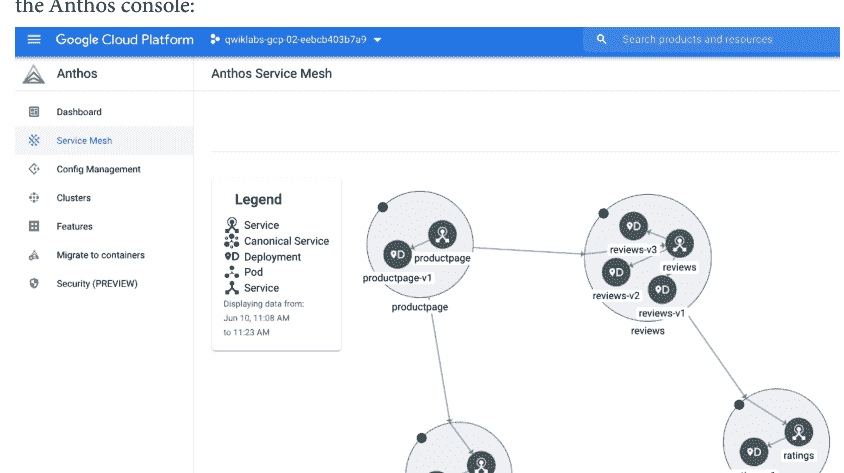 the Anthos console:
Google Cloud Platform qwiklabs-gcp-02-eebcb403b7a9 Search products and resources
Anthos Anthos Service Mesh
Dashboard
Service Mesh
Config Management
Clusters
Features
Migrate to containers
Security (PREVIEW)
Legend
Service
Canonical Service
D Deployment
Pod
Service
Displaying data from:
Jun 10, 11:08 AM
to 11:23 AM
D
productpage
productpage-v1
productpage
D
reviews-v3
reviews
D
reviews-v2
D
reviews-v1
reviews
ratings
D